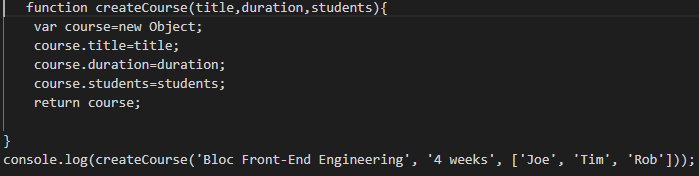 function createCourse(title,duration,students){
var course=new Object;
course.title=title;
course.duration=duration;
course.students=students;
return course;
}
console.log(createCourse('Bloc Front-End Engineering', '4 weeks', ['Joe', 'Tim', 'Rob']));